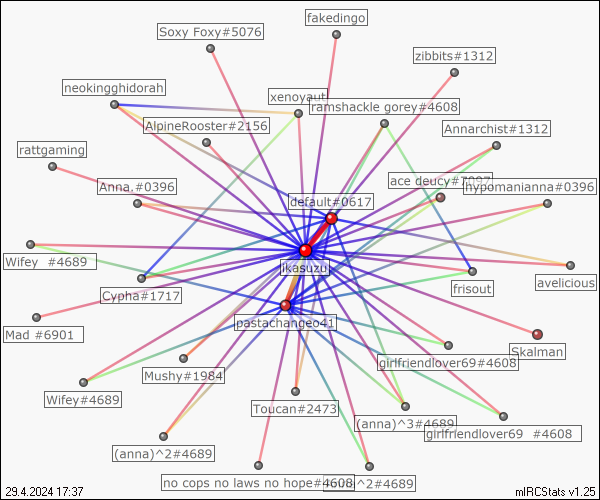 fakedingo
Soxy Foxy#5076
zibbits#1312
neokingghidorah
xenoyaut
ramshackle gorey#4608
AlpineRooster#2156
Annarchist#1312
rattgaming
ace deucy#7097
Anna,#0396
hypomanianna#0396
default#0617
Wifey #4689
ikasuzu
avelicious
frisout
Cypha#1717
pastachangeo41
Mad #6901
Skalman
girlfriendlover69#4608
Mushy#1984
Wifey#4689
Toucan#2473
(anna)^3#4689
girlfriendlover69 #4608
(anna)^2#4689
no cops no laws no hope#4608
^2#4689
29.4.2024 17:37
mIRCStats v1.25